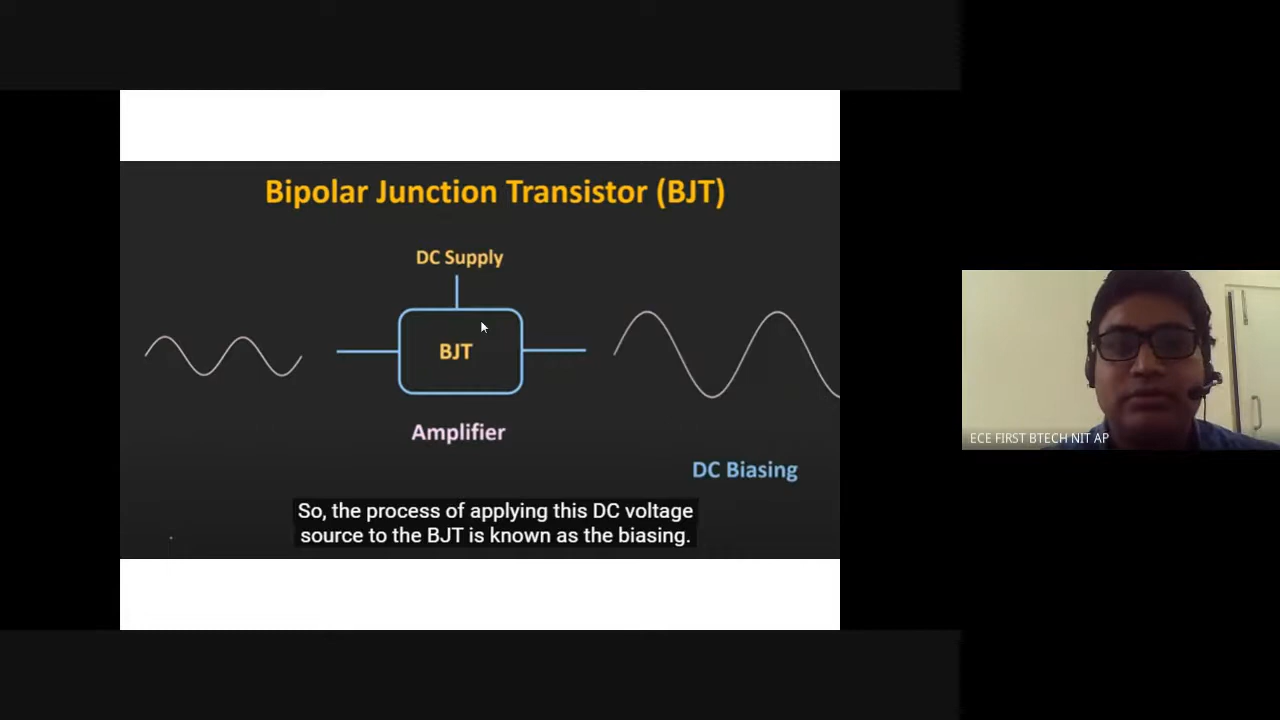 Bipolar Junction Transistor (BJT)
DC Supply
BJT
Amplifier
DC Biasing
So, the process of applying this DC voltage
source to the BJT is known as the biasing.
ECE FIRST BTECH NIT AP